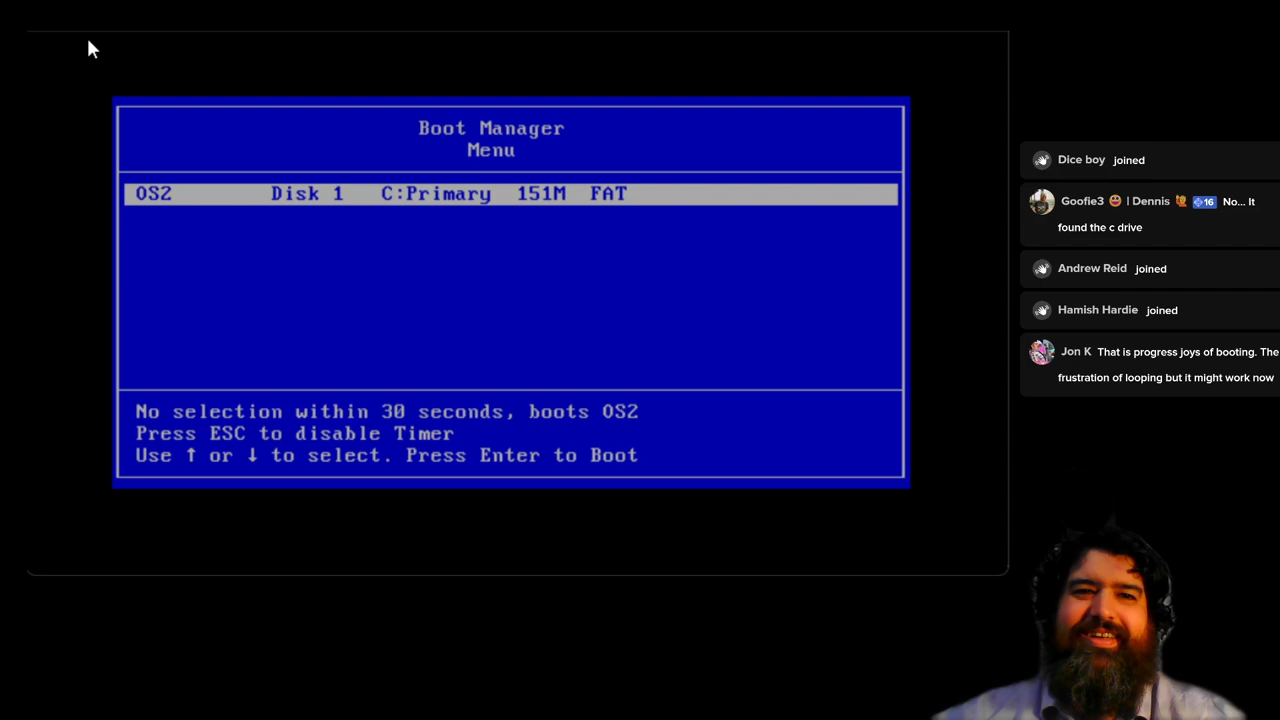 Boot Manager
Menu
OS2 Disk 1 C:Primary 151M FAT
No selection within 30 seconds, boots OS2
Press ESC to disable Timer
Use ↑ or ↓ to select. Press Enter to Boot
Dice boy joined
Goofie3 😃 | Dennis 🙋 16 No... It
found the c drive
Andrew Reid joined
Hamish Hardie joined
Jon K That is progress joys of booting. The
frustration of looping but it might work now